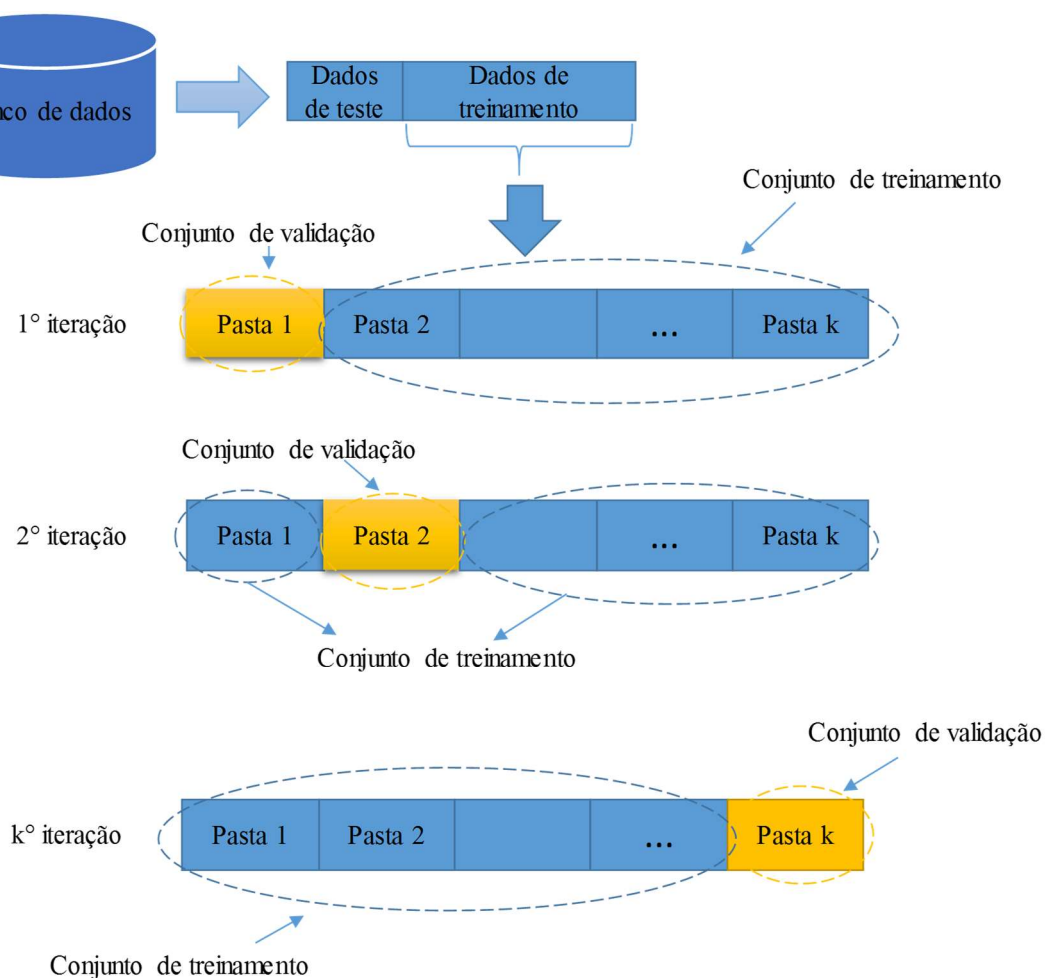 de dados
Dados
de teste
Dados de
treinamento
Conjunto de treinamento
Conjunto de validação
1° iteração
Pasta 1
Pasta 2
...
Pasta k
Conjunto de validação
2° iteração
Pasta 1
Pasta 2
...
Pasta k
Conjunto de treinamento
Conjunto de validação
k° iteração
Pasta 1
Pasta 2
...
Pasta k
Conjunto de treinamento